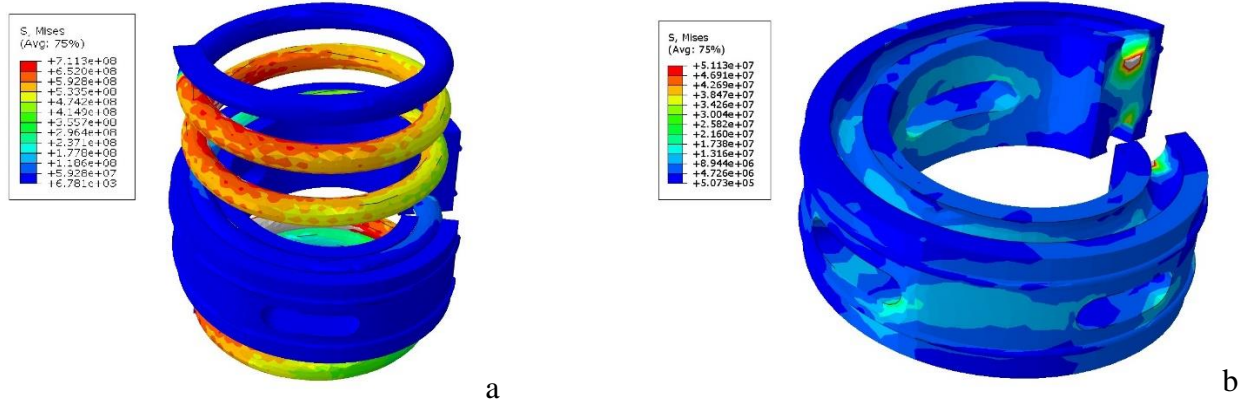 S, Mises
(Avg: 75%)
+7.113e+08
+6.520e+08
+5.928e+08
+5.335e+08
+4.742e+08
+4.149e+08
+3.557e+08
+2.964e+08
+2.371e+08
+1.778e+08
+1.186e+08
+5.928e+07
+6.781e+03
a
S, Mises
(Avg: 75%)
+5.113e+07
+4.691e+07
+4.269e+07
+3.847e+07
+3.426e+07
+3.004e+07
+2.582e+07
+2.160e+07
+1.738e+07
+1.316e+07
+8.944e+06
+4.726e+06
+5.073e+05
b